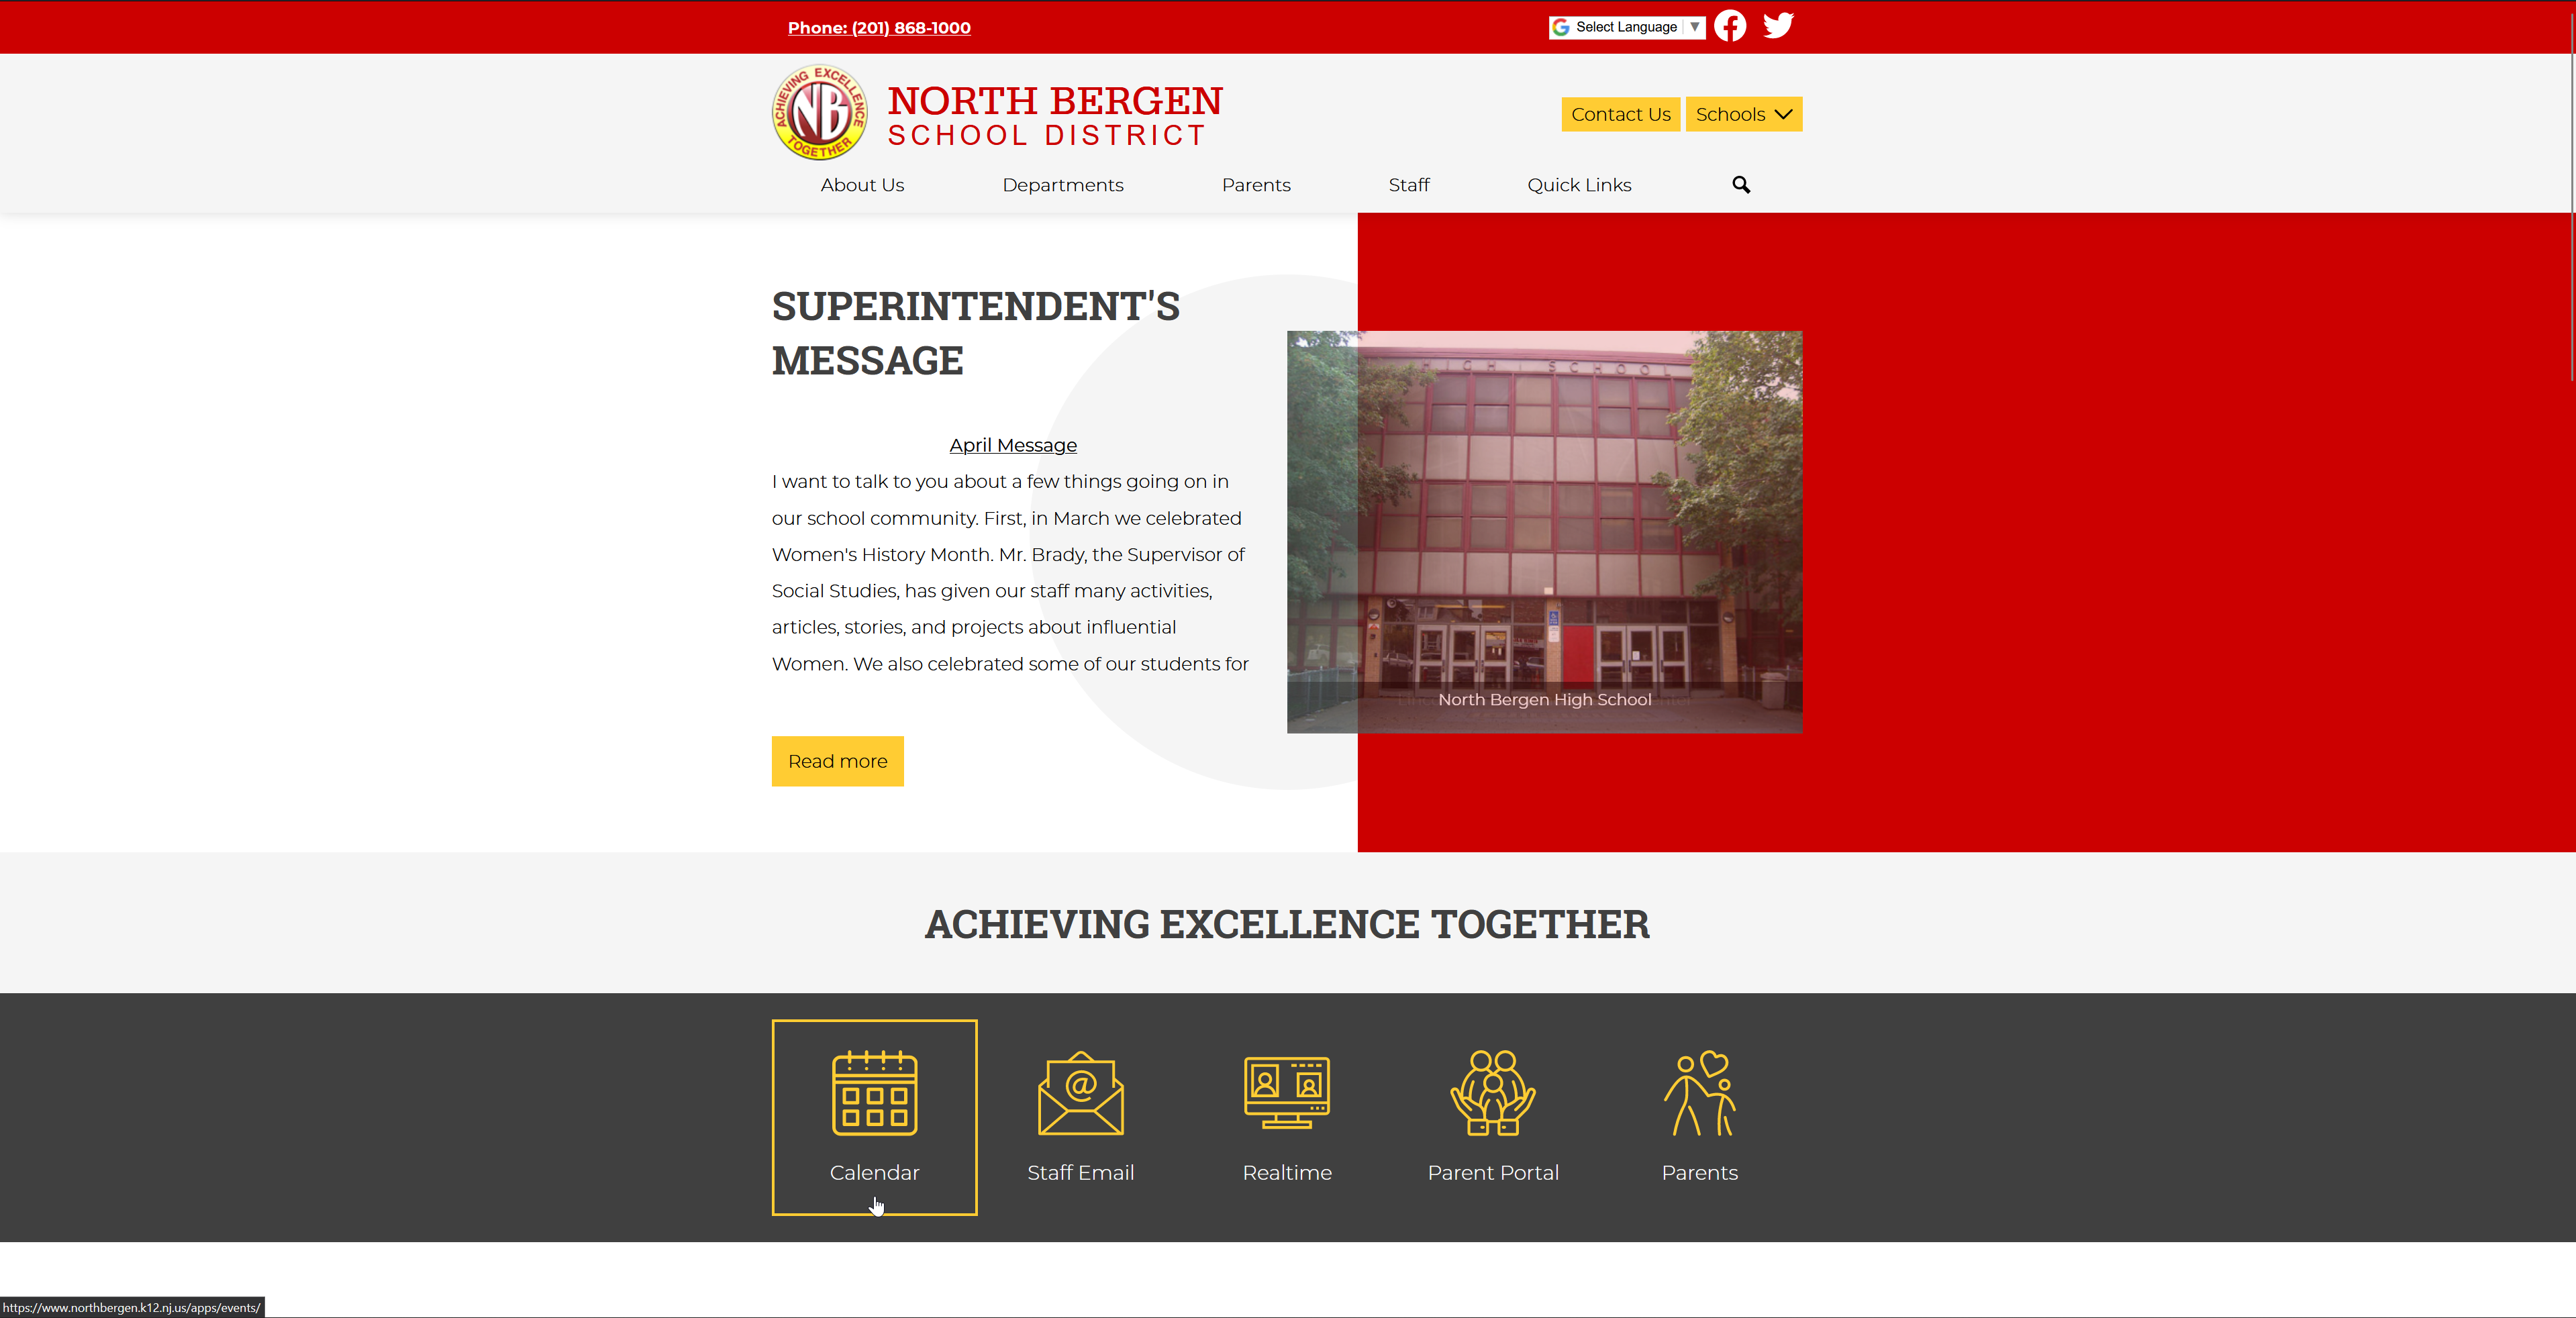 Phone: (201) 868-1000
Select Language ▼
ACHIEVING EXCELLENCE
NB
TOGETHER
NORTH BERGEN
SCHOOL DISTRICT
Contact Us
Schools
About Us
Departments
Parents
Staff
Quick Links
SUPERINTENDENT'S
MESSAGE
April Message
I want to talk to you about a few things going on in
our school community. First, in March we celebrated
Women's History Month. Mr. Brady, the Supervisor of
Social Studies, has given our staff many activities,
articles, stories, and projects about influential
Women. We also celebrated some of our students for
Read more
HIGH SCHOOL
North Bergen High School
ACHIEVING EXCELLENCE TOGETHER
Calendar
Staff Email
Realtime
Parent Portal
Parents
https://www.northbergen.k12.nj.us/apps/events/